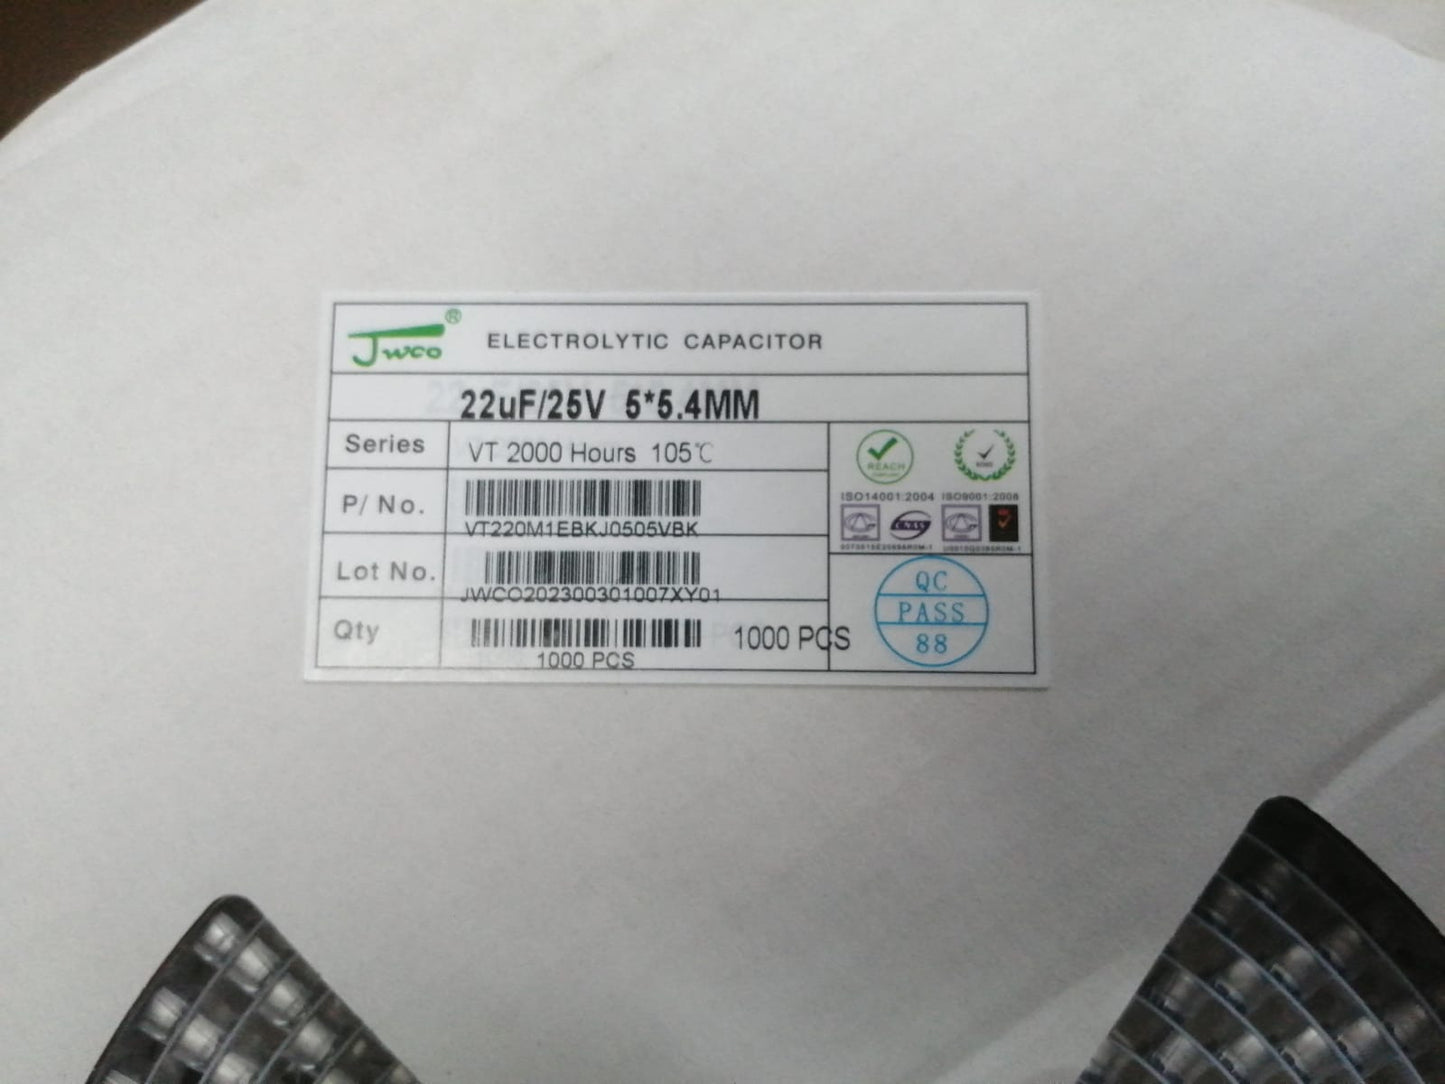 Jwco®
ELECTROLYTIC CAPACITOR
22uF/25V 5*5.4MM
Series
VT 2000 Hours 105℃
P/ No.
VT220M1EBKJ0505VBK
Lot No.
JWCO202300301007XY01
Qty
1000 PCS
1000 PCS
REACH
ISO14001:2004 ISO9001:2008
QC
PASS
88